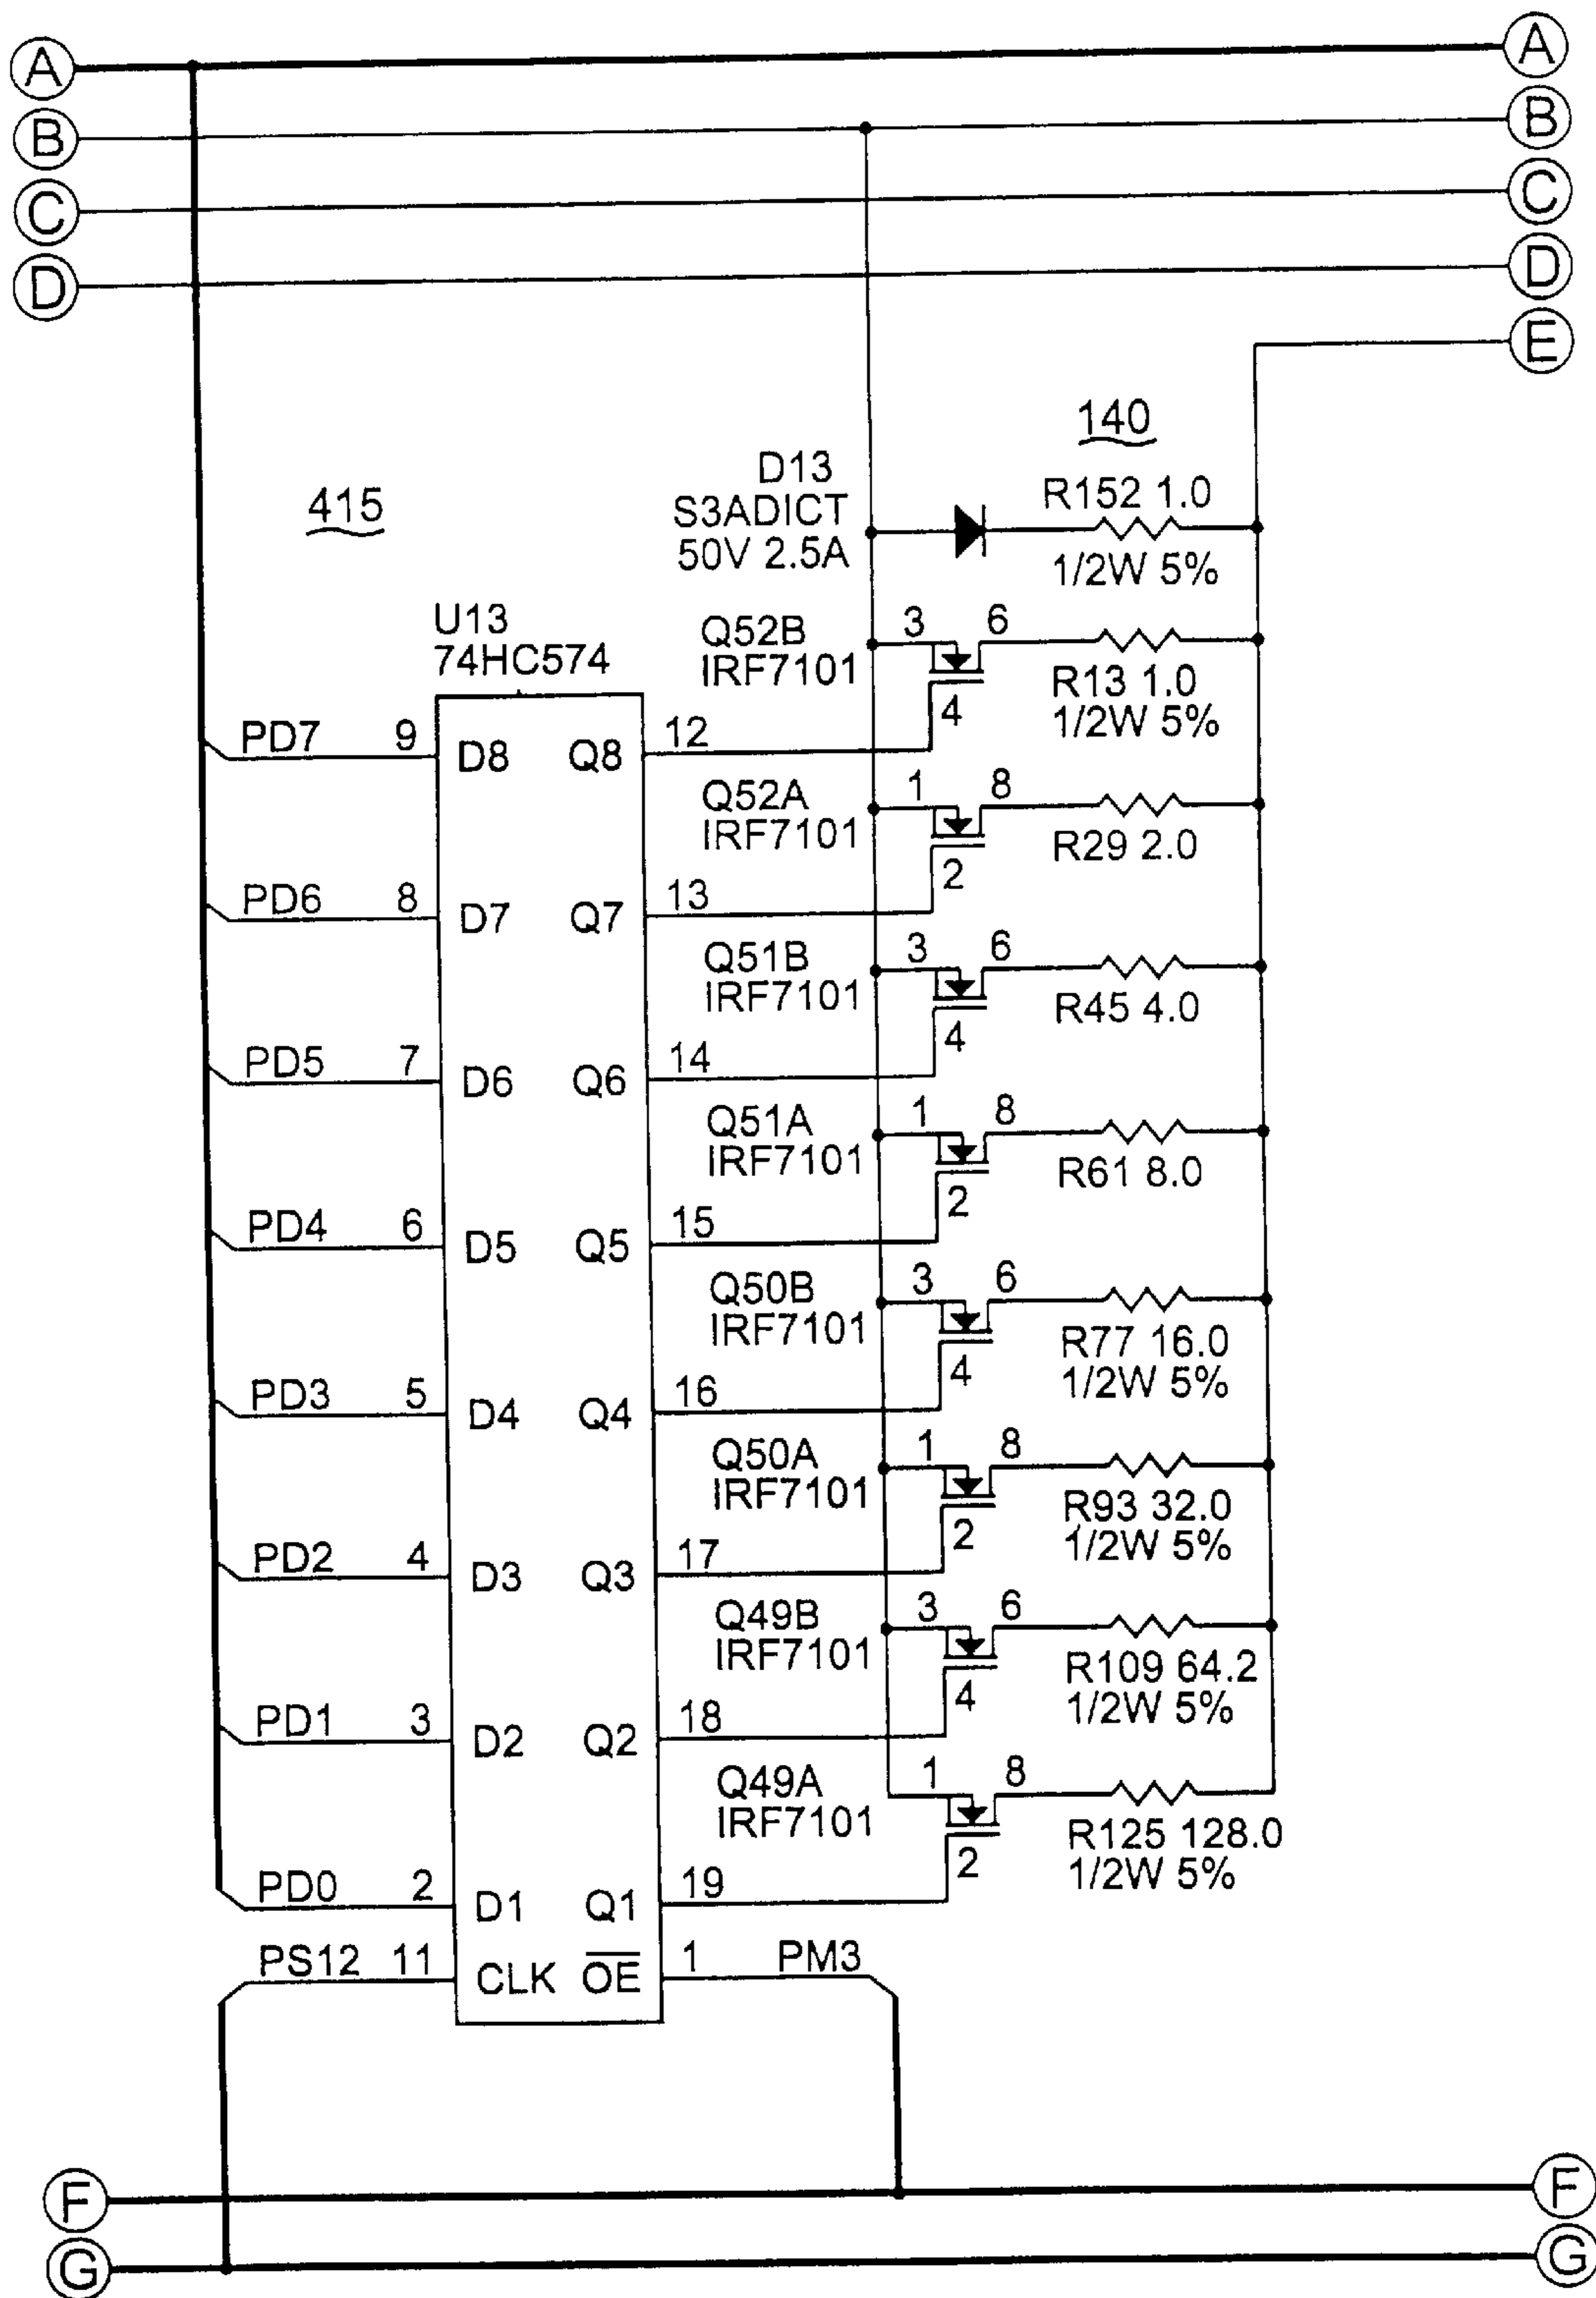 A A
B B
C C
D D
E
140
415
D13
S3ADICT
50V 2.5A
R152 1.0
1/2W 5%
U13
74HC574
Q52B
IRF7101
3 6
4
R13 1.0
1/2W 5%
PD7 9 D8 Q8 12
Q52A
IRF7101
1 8
2
R29 2.0
PD6 8 D7 Q7 13
Q51B
IRF7101
3 6
4
R45 4.0
PD5 7 D6 Q6 14
Q51A
IRF7101
1 8
2
R61 8.0
PD4 6 D5 Q5 15
Q50B
IRF7101
3 6
4
R77 16.0
1/2W 5%
PD3 5 D4 Q4 16
Q50A
IRF7101
1 8
2
R93 32.0
1/2W 5%
PD2 4 D3 Q3 17
Q49B
IRF7101
3 6
4
R109 64.2
1/2W 5%
PD1 3 D2 Q2 18
Q49A
IRF7101
1 8
2
R125 128.0
1/2W 5%
PD0 2 D1 Q1 19
PS12 11 CLK O̅E̅ 1 PM3
F F
G G